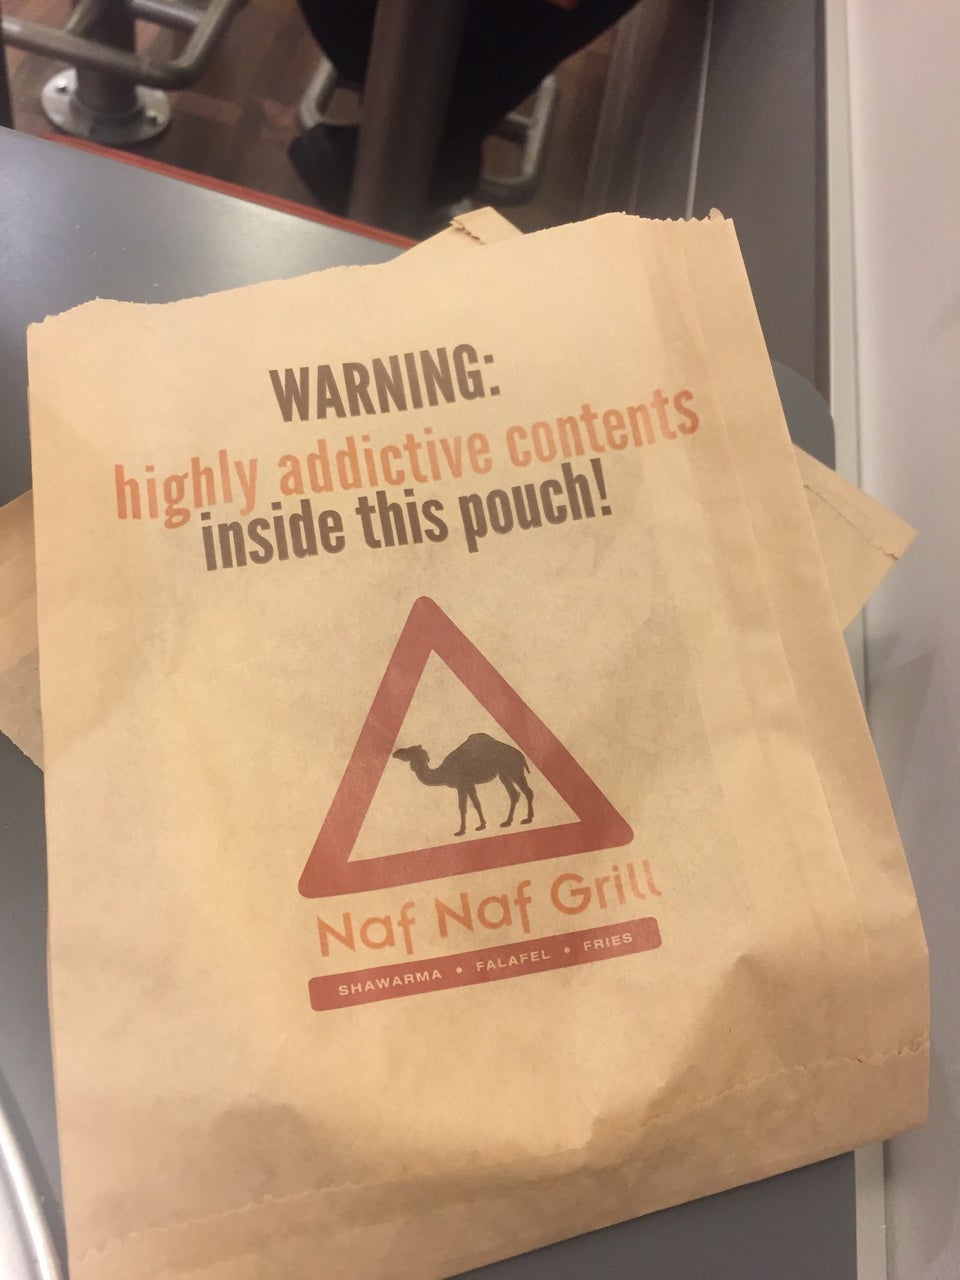 WARNING:
highly addictive contents
inside this pouch!
Naf Naf Grill
SHAWARMA • FALAFEL • FRIES